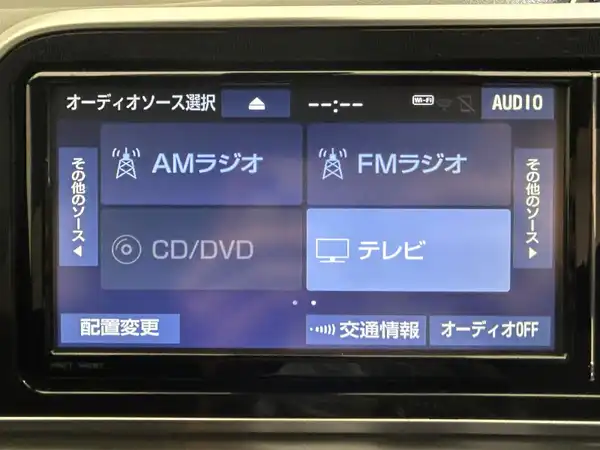 オーディオソース選択
--:--
Wi-Fi
AUDIO
その他のソース
AMラジオ
FMラジオ
その他のソース
CD/DVD
テレビ
配置変更
交通情報
オーディオOFF